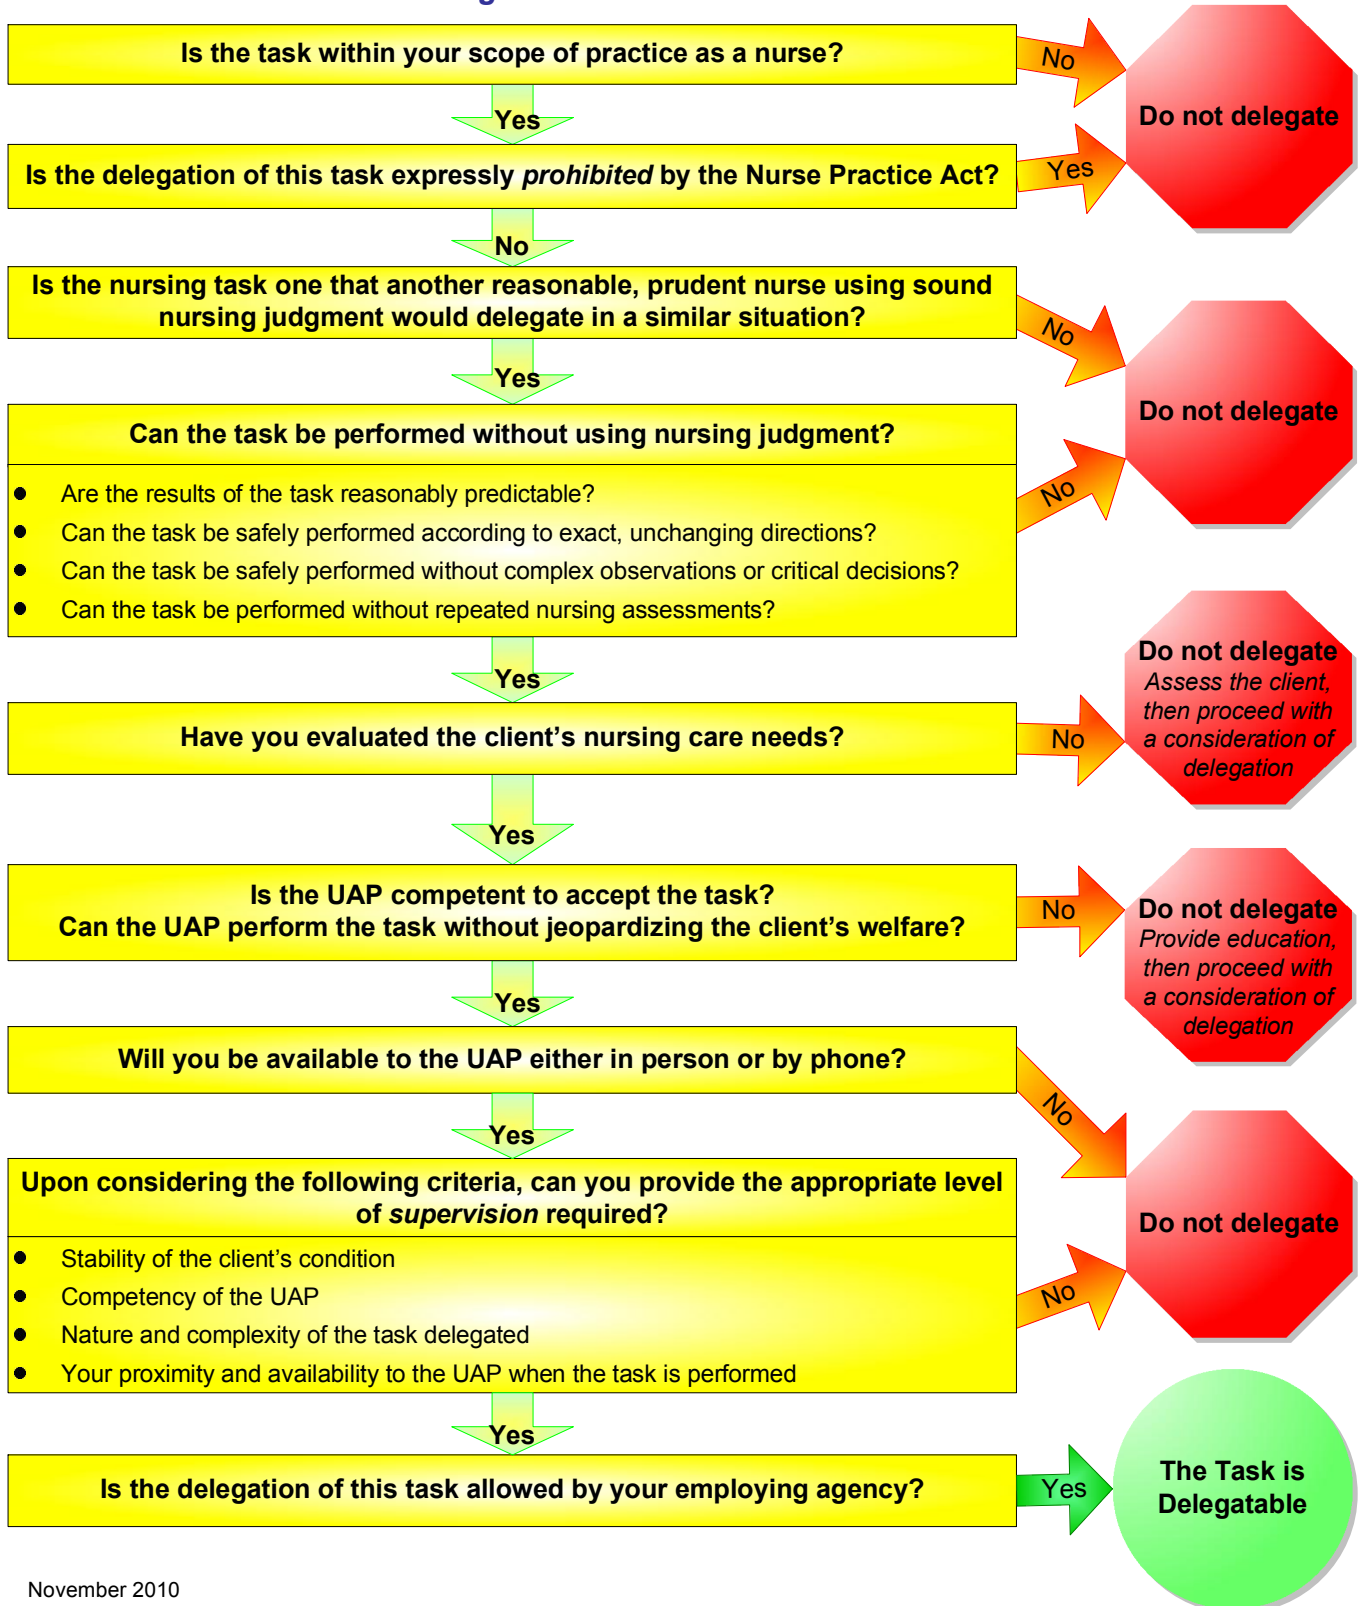 Is the task within your scope of practice as a nurse?
No
Do not delegate
Yes
Is the delegation of this task expressly prohibited by the Nurse Practice Act?
Yes
No
Is the nursing task one that another reasonable, prudent nurse using sound
nursing judgment would delegate in a similar situation?
No
Do not delegate
Yes
Can the task be performed without using nursing judgment?
● Are the results of the task reasonably predictable?
● Can the task be safely performed according to exact, unchanging directions?
● Can the task be safely performed without complex observations or critical decisions?
● Can the task be performed without repeated nursing assessments?
No
Yes
Have you evaluated the client’s nursing care needs?
No
Do not delegate
Assess the client,
then proceed with
a consideration of
delegation
Yes
Is the UAP competent to accept the task?
Can the UAP perform the task without jeopardizing the client’s welfare?
No
Do not delegate
Provide education,
then proceed with
a consideration of
delegation
Yes
Will you be available to the UAP either in person or by phone?
No
Yes
Upon considering the following criteria, can you provide the appropriate level
of supervision required?
● Stability of the client’s condition
● Competency of the UAP
● Nature and complexity of the task delegated
● Your proximity and availability to the UAP when the task is performed
No
Do not delegate
Yes
Is the delegation of this task allowed by your employing agency?
Yes
The Task is
Delegatable
November 2010